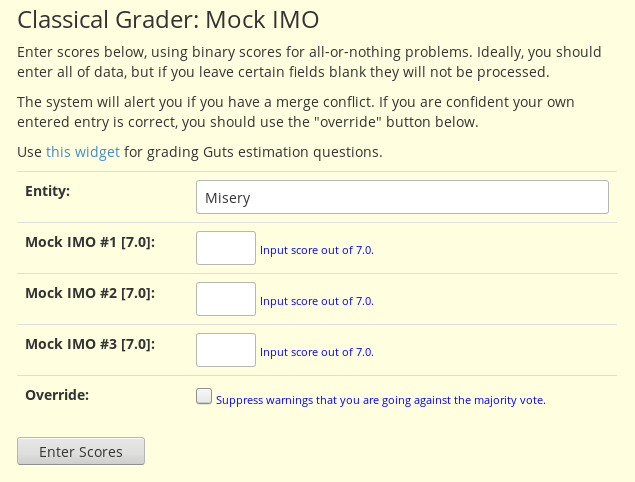 Classical Grader: Mock IMO
Enter scores below, using binary scores for all-or-nothing problems. Ideally, you should
enter all of data, but if you leave certain fields blank they will not be processed.
The system will alert you if you have a merge conflict. If you are confident your own
entered entry is correct, you should use the "override" button below.
Use this widget for grading Guts estimation questions.
Entity:
Misery
Mock IMO #1 [7.0]:
Input score out of 7.0.
Mock IMO #2 [7.0]:
Input score out of 7.0.
Mock IMO #3 [7.0]:
Input score out of 7.0.
Override:
Suppress warnings that you are going against the majority vote.
Enter Scores